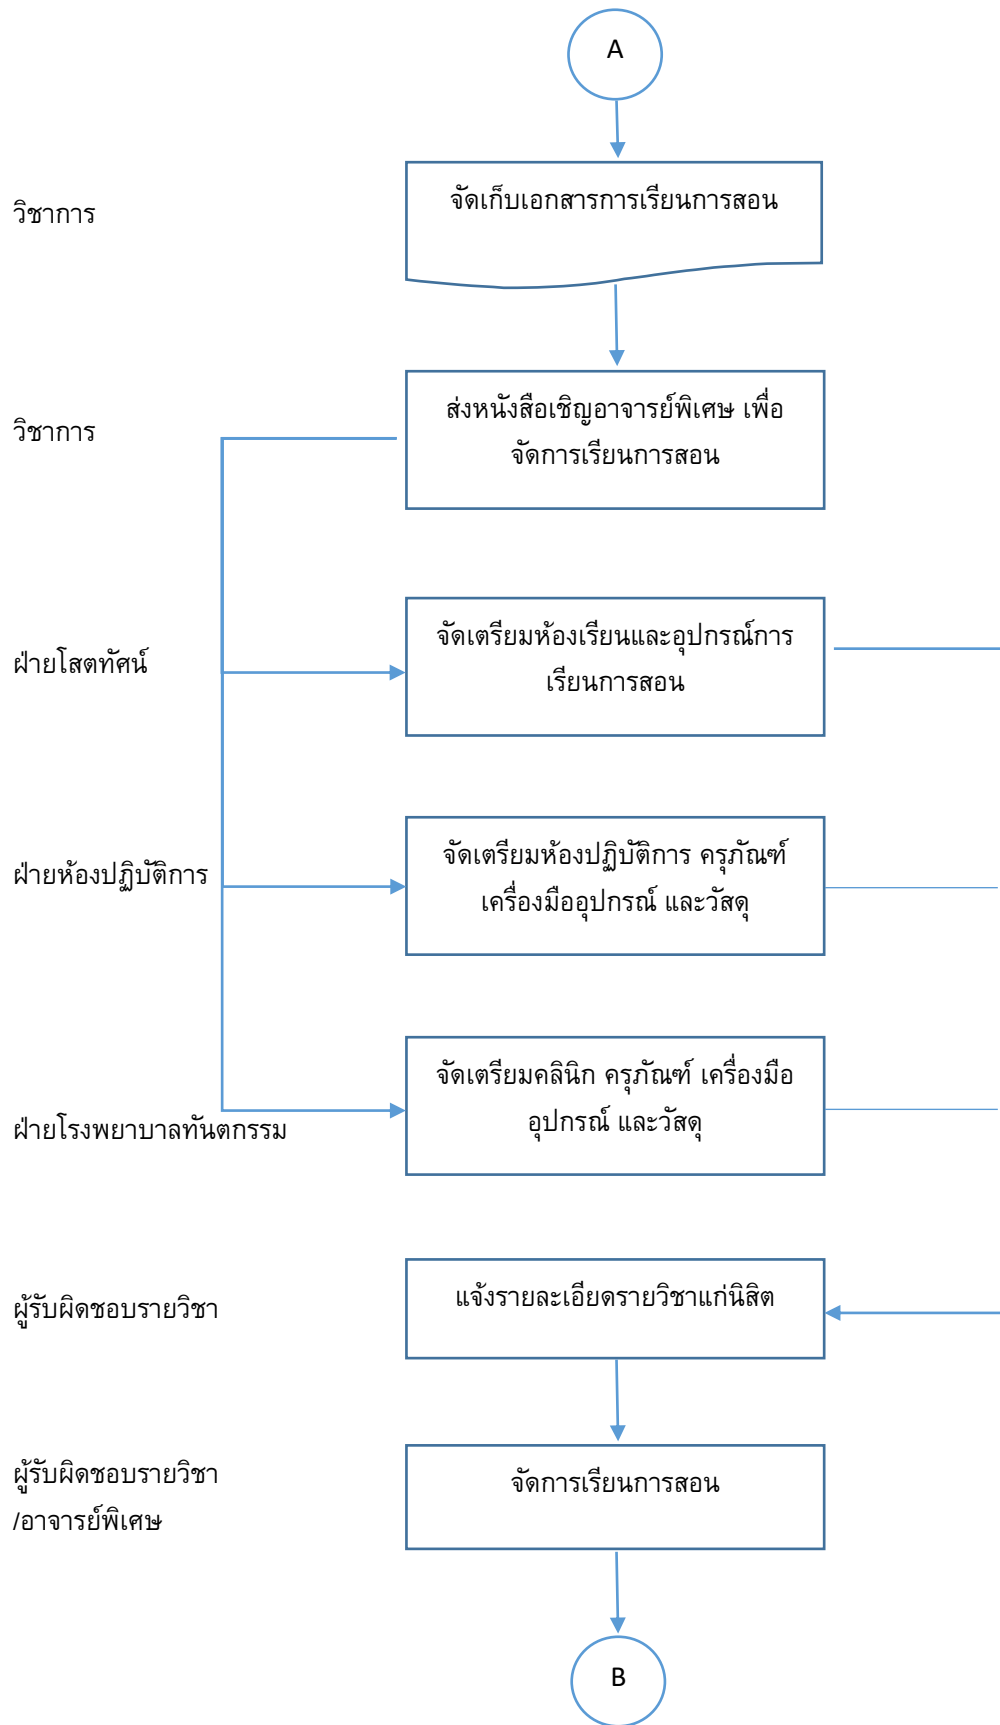 A
วิชาการ
จัดเก็บเอกสารการเรียนการสอน
วิชาการ
ส่งหนังสือเชิญอาจารย์พิเศษ เพื่อ
จัดการเรียนการสอน
ฝ่ายโสตทัศน์
จัดเตรียมห้องเรียนและอุปกรณ์การ
เรียนการสอน
ฝ่ายห้องปฏิบัติการ
จัดเตรียมห้องปฏิบัติการ ครุภัณฑ์
เครื่องมืออุปกรณ์ และวัสดุ
ฝ่ายโรงพยาบาลทันตกรรม
จัดเตรียมคลินิก ครุภัณฑ์ เครื่องมือ
อุปกรณ์ และวัสดุ
ผู้รับผิดชอบรายวิชา
แจ้งรายละเอียดรายวิชาแก่นิสิต
ผู้รับผิดชอบรายวิชา
/อาจารย์พิเศษ
จัดการเรียนการสอน
B